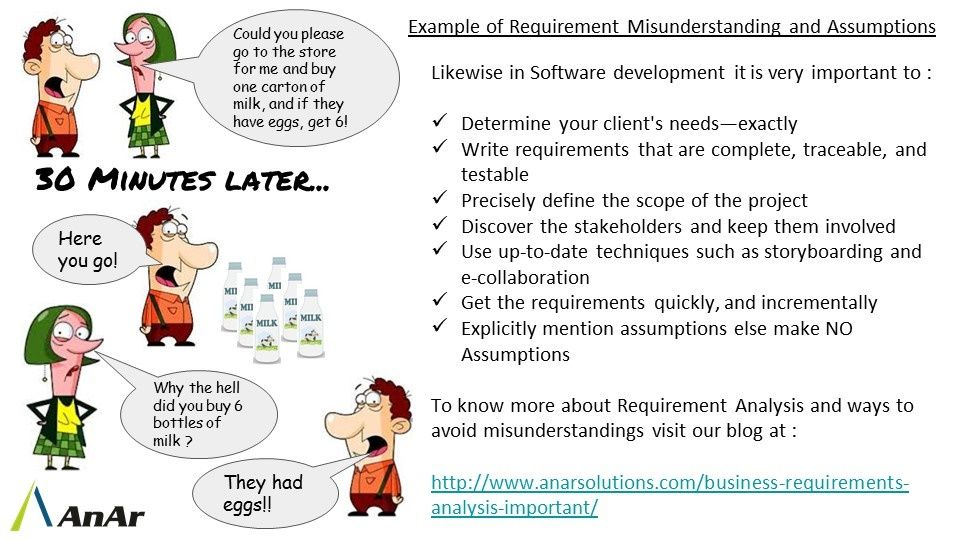 Example of Requirement Misunderstanding and Assumptions
Could you please
go to the store
for me and buy
one carton of
milk, and if they
have eggs, get 6!
30 Minutes later...
Here
you go!
MIL
MILK
MILK
Why the hell
did you buy 6
bottles of
milk ?
They had
eggs!!
AnAr
Likewise in Software development it is very important to :
✓ Determine your client's needs—exactly
✓ Write requirements that are complete, traceable, and
testable
✓ Precisely define the scope of the project
✓ Discover the stakeholders and keep them involved
✓ Use up-to-date techniques such as storyboarding and
e-collaboration
✓ Get the requirements quickly, and incrementally
✓ Explicitly mention assumptions else make NO
Assumptions
To know more about Requirement Analysis and ways to
avoid misunderstandings visit our blog at :
http://www.anarsolutions.com/business-requirements-
analysis-important/